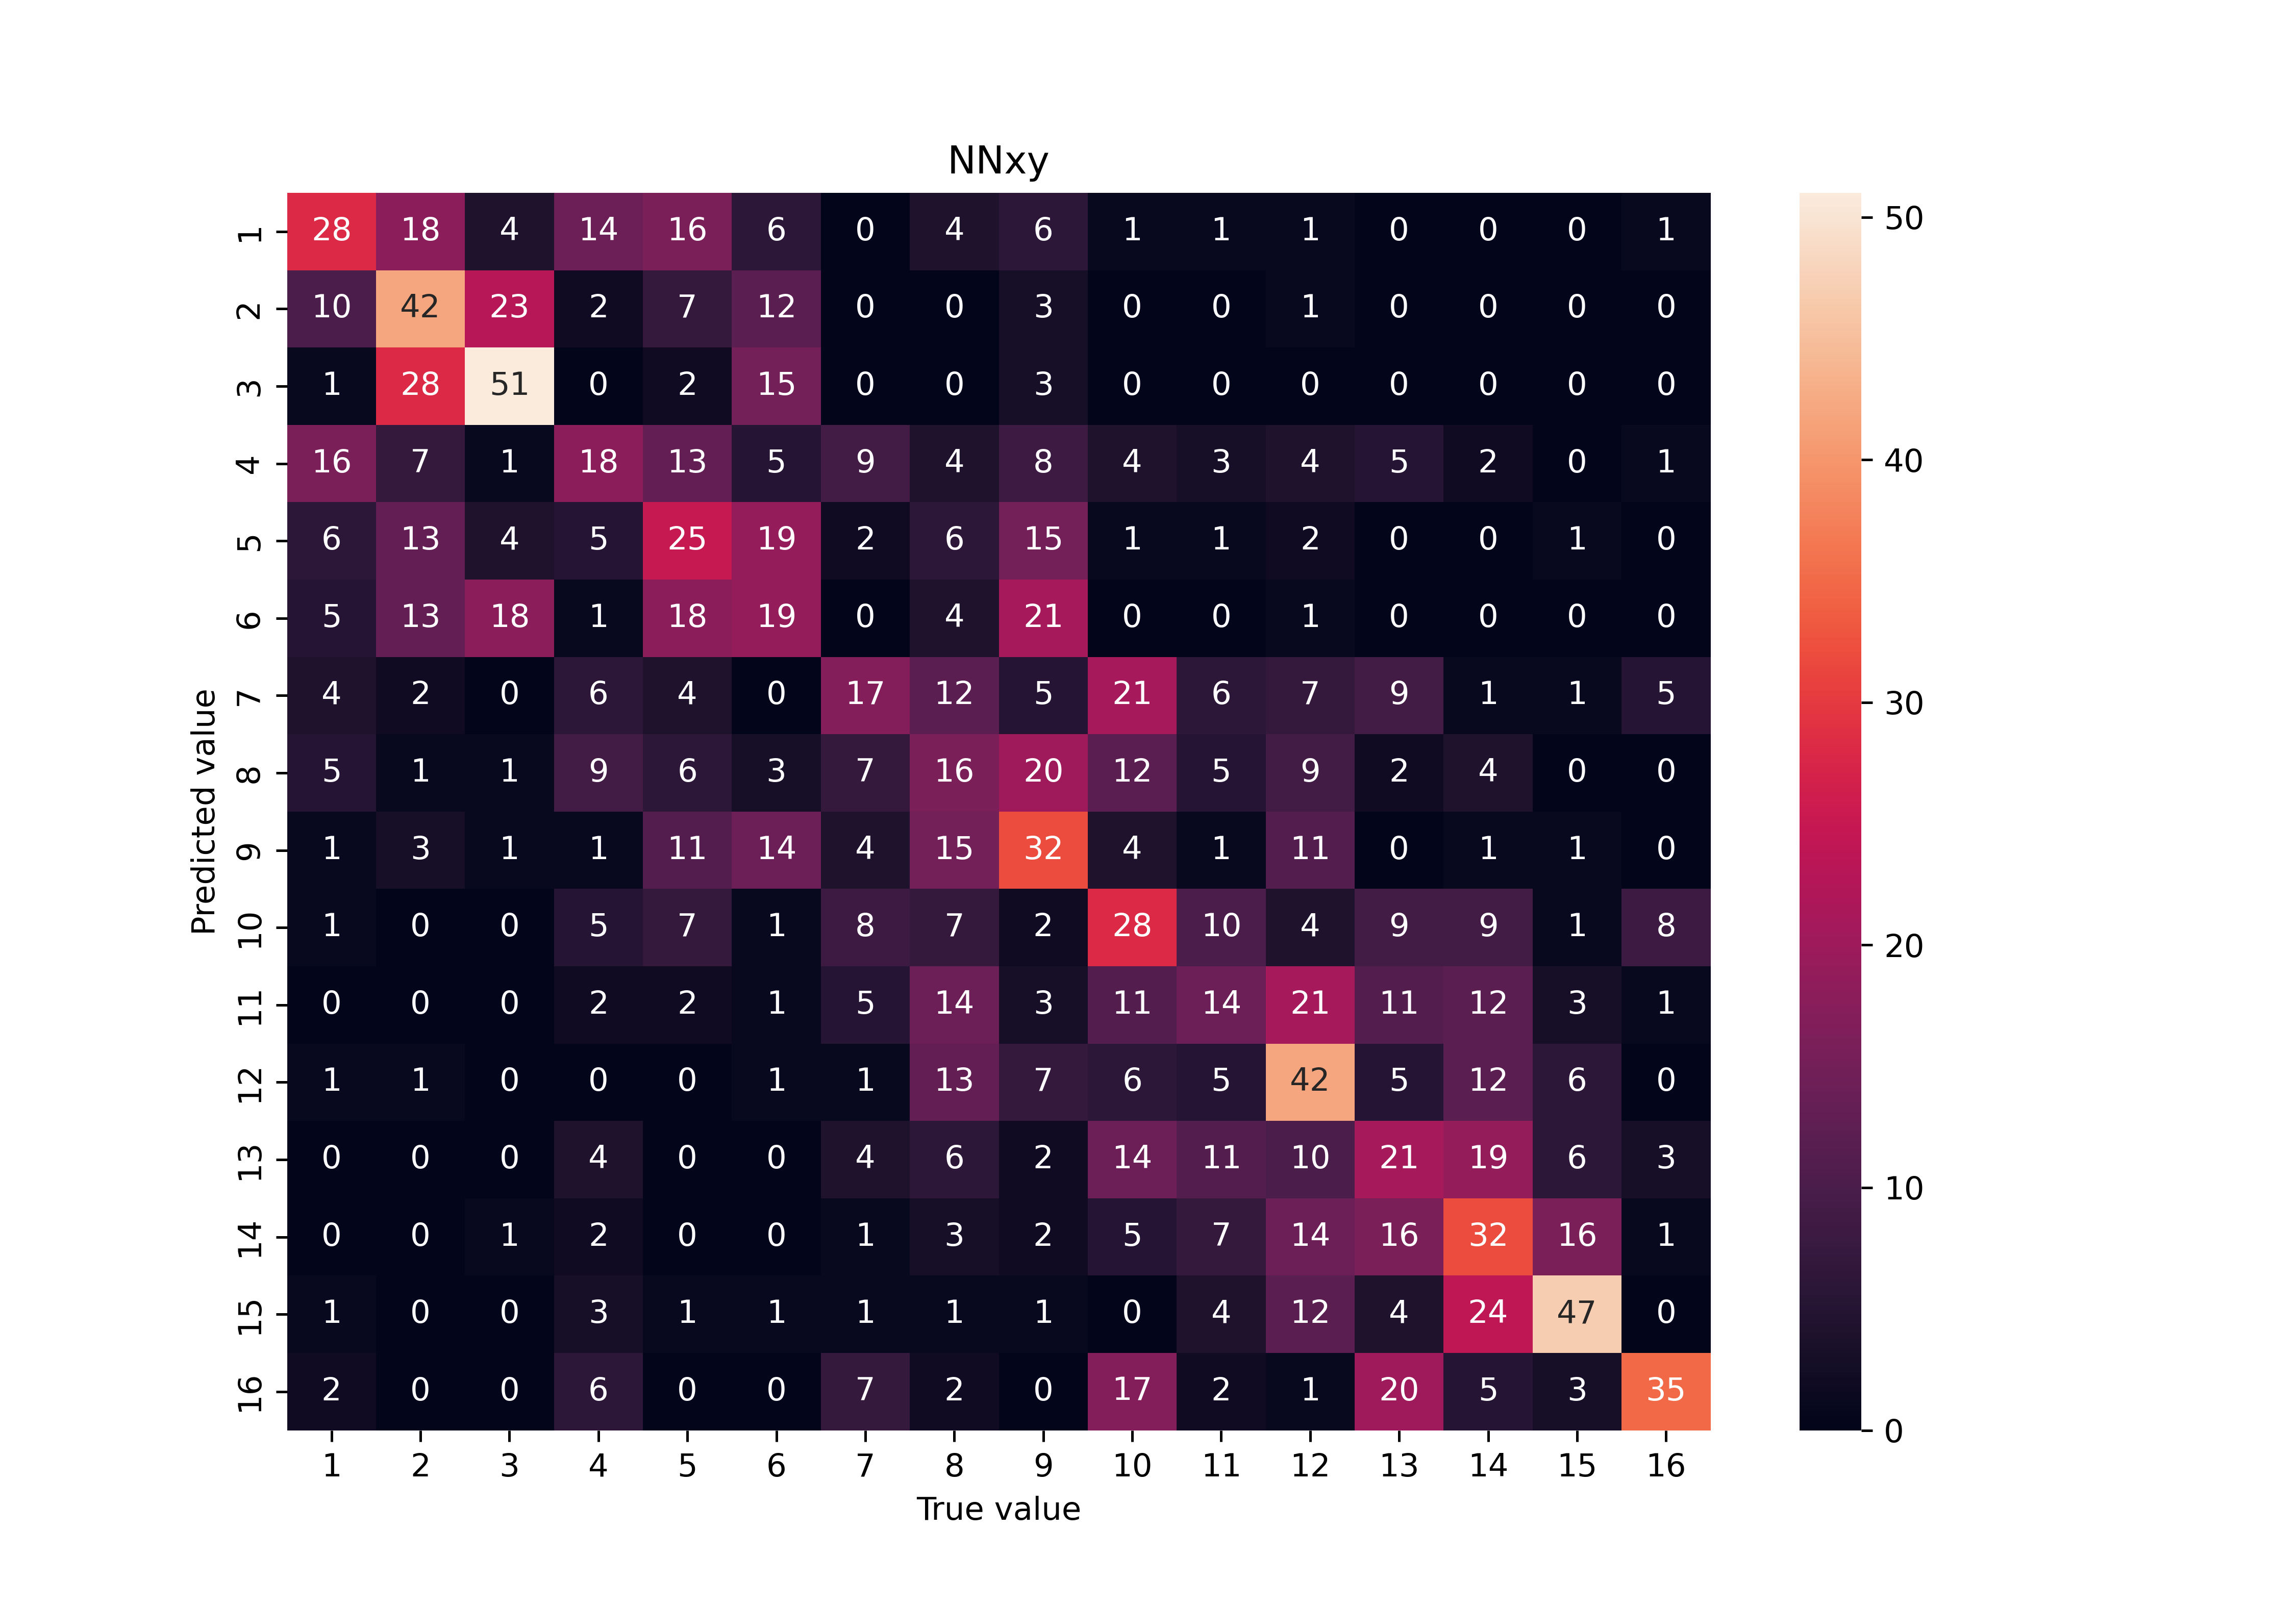 NNxy
1 28 18 4 14 16 6 0 4 6 1 1 1 0 0 0 1
2 10 42 23 2 7 12 0 0 3 0 0 1 0 0 0 0
3 1 28 51 0 2 15 0 0 3 0 0 0 0 0 0 0
4 16 7 1 18 13 5 9 4 8 4 3 4 5 2 0 1
5 6 13 4 5 25 19 2 6 15 1 1 2 0 0 1 0
6 5 13 18 1 18 19 0 4 21 0 0 1 0 0 0 0
7 4 2 0 6 4 0 17 12 5 21 6 7 9 1 1 5
8 5 1 1 9 6 3 7 16 20 12 5 9 2 4 0 0
9 1 3 1 1 11 14 4 15 32 4 1 11 0 1 1 0
10 1 0 0 5 7 1 8 7 2 28 10 4 9 9 1 8
11 0 0 0 2 2 1 5 14 3 11 14 21 11 12 3 1
12 1 1 0 0 0 1 1 13 7 6 5 42 5 12 6 0
13 0 0 0 4 0 0 4 6 2 14 11 10 21 19 6 3
14 0 0 1 2 0 0 1 3 2 5 7 14 16 32 16 1
15 1 0 0 3 1 1 1 1 1 0 4 12 4 24 47 0
16 2 0 0 6 0 0 7 2 0 17 2 1 20 5 3 35
1 2 3 4 5 6 7 8 9 10 11 12 13 14 15 16
True value
Predicted value
50
40
30
20
10
0